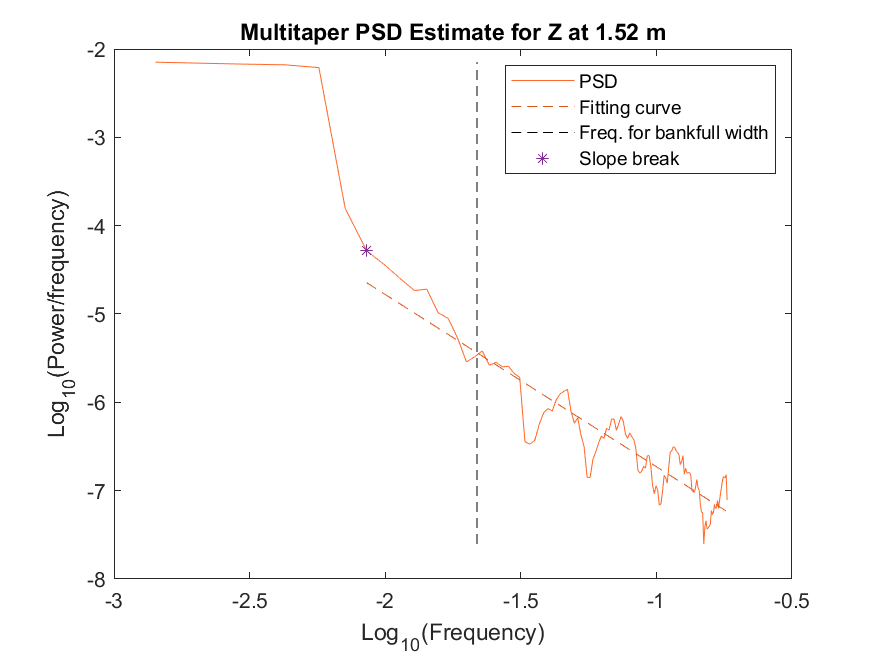 Multitaper PSD Estimate for Z at 1.52 m
PSD
Fitting curve
Freq. for bankfull width
Slope break
-2
-3
-4
-5
-6
-7
-8
Log10(Power/frequency)
-3
-2.5
-2
-1.5
-1
-0.5
Log10(Frequency)